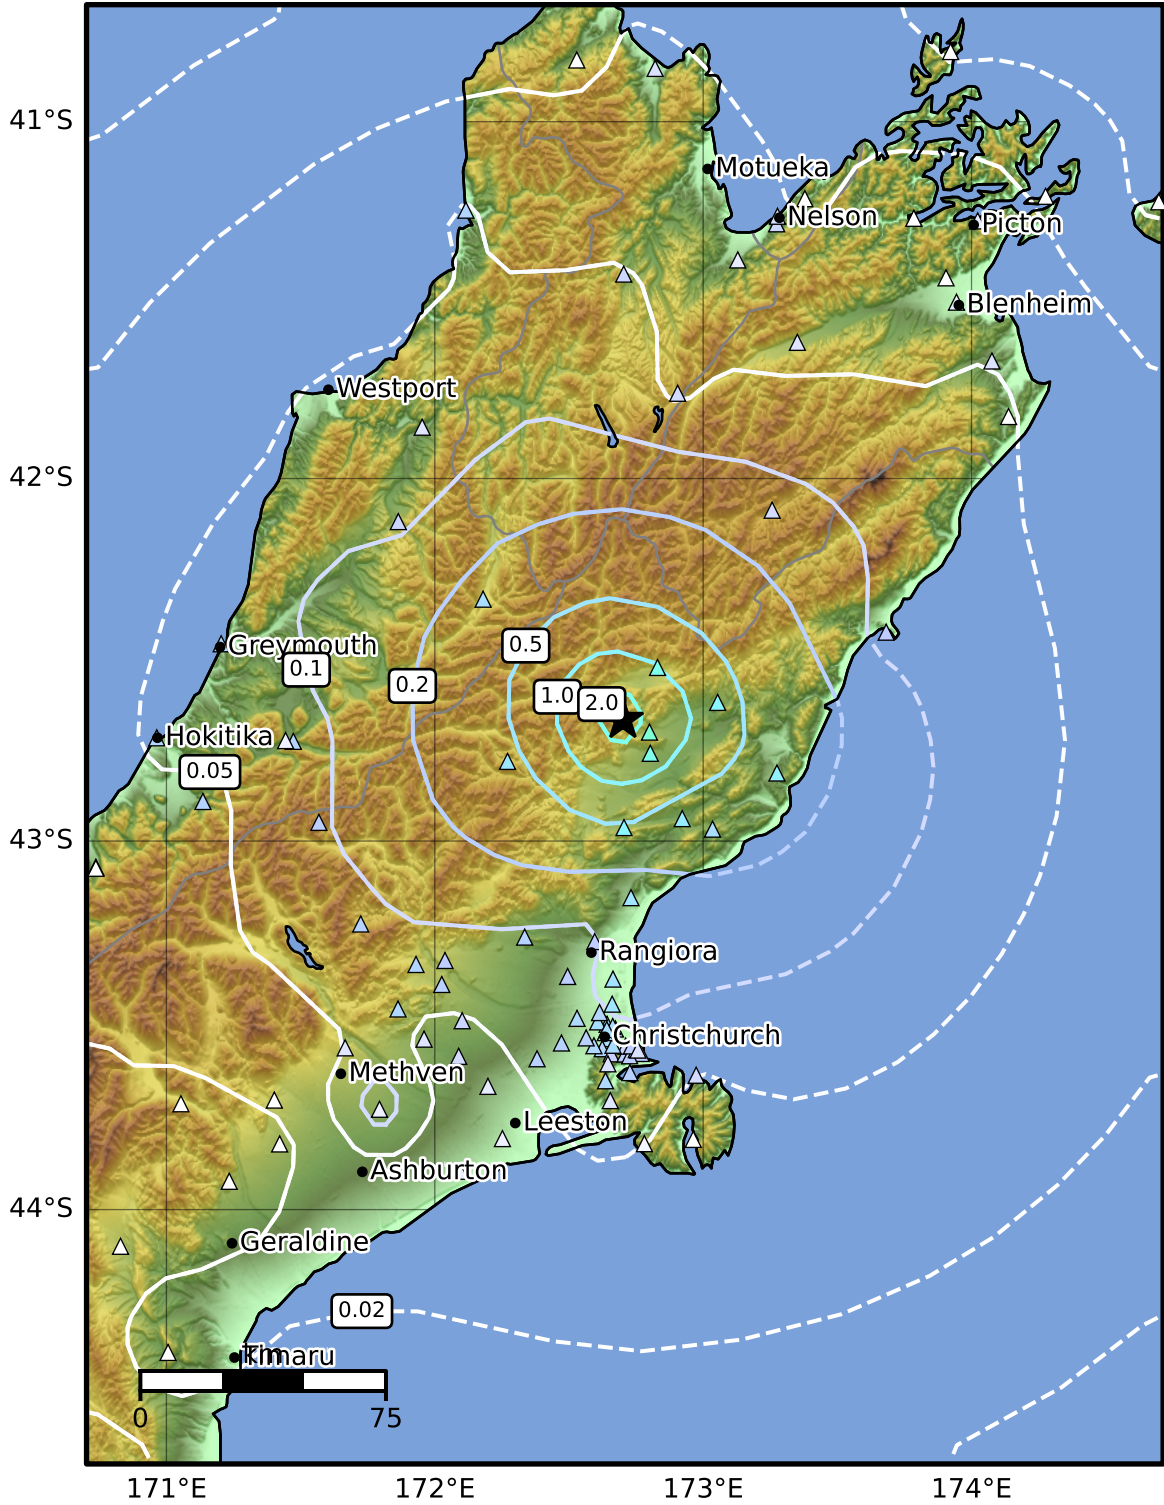 41°S
Motueka
Nelson
Picton
Blenheim
Westport
42°S
Greymouth
0.5
0.1
0.2
1.0
2.0
Hokitika
0.05
43°S
Rangiora
Christchurch
Methven
Leeston
Ashburton
44°S
Geraldine
0.02
Timaru
km
0
75
171°E
172°E
173°E
174°E